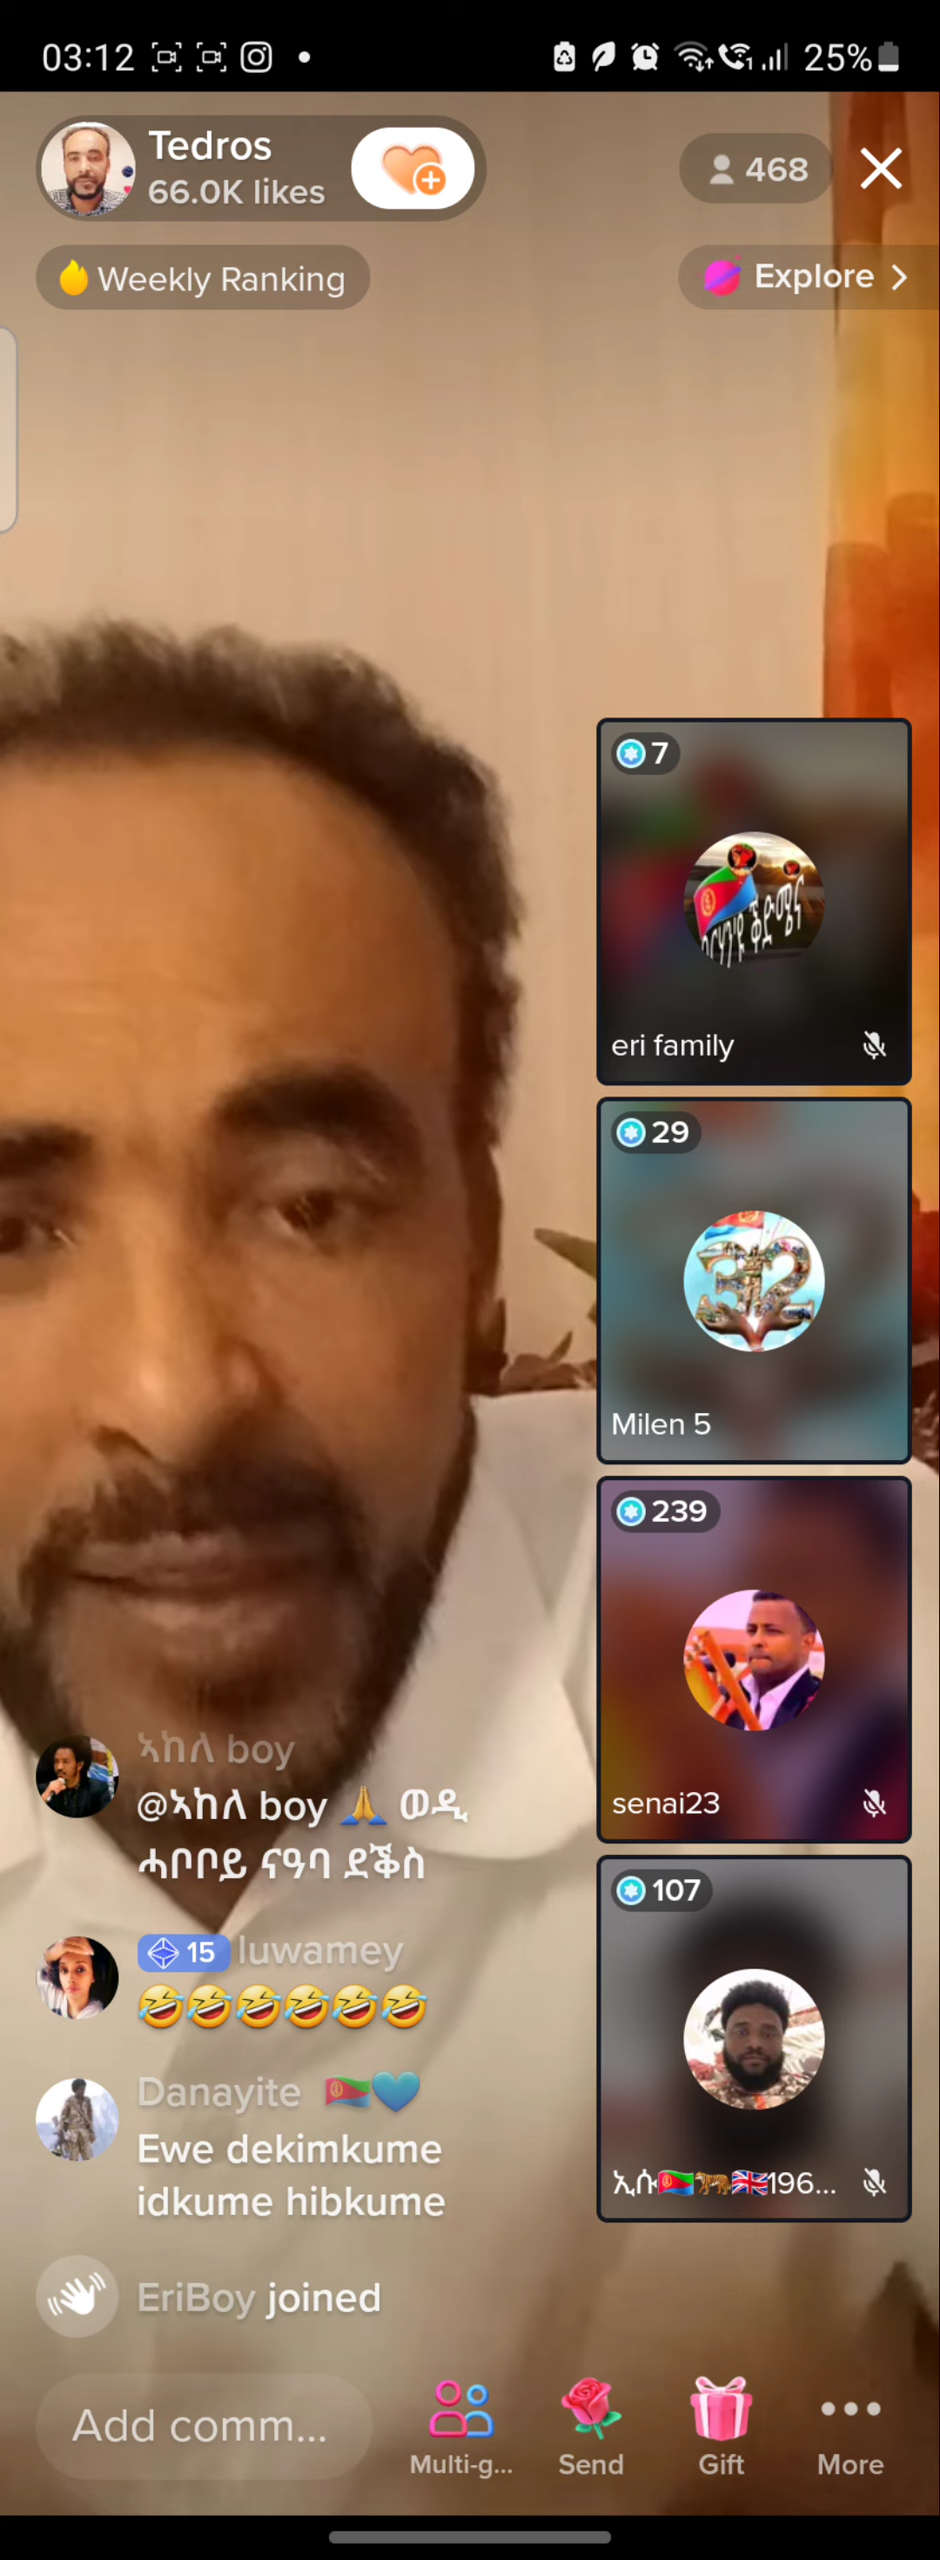 03:12
25%
Tedros
66.0K likes
468
Weekly Ranking
Explore
7
ቅድሚና
eri family
29
32
Milen 5
239
senai23
107
ኢሱ🇪🇷🐅🇬🇧196...
ኣከለ boy
@ኣከለ boy 🙏 ወዲ
ሓቦቦይ ናዓባ ደቕስ
15 luwamey
🤣🤣🤣🤣🤣🤣
Danayite 🇪🇷💙
Ewe dekimkume
idkume hibkume
EriBoy joined
Add comm...
Multi-g...
Send
Gift
More